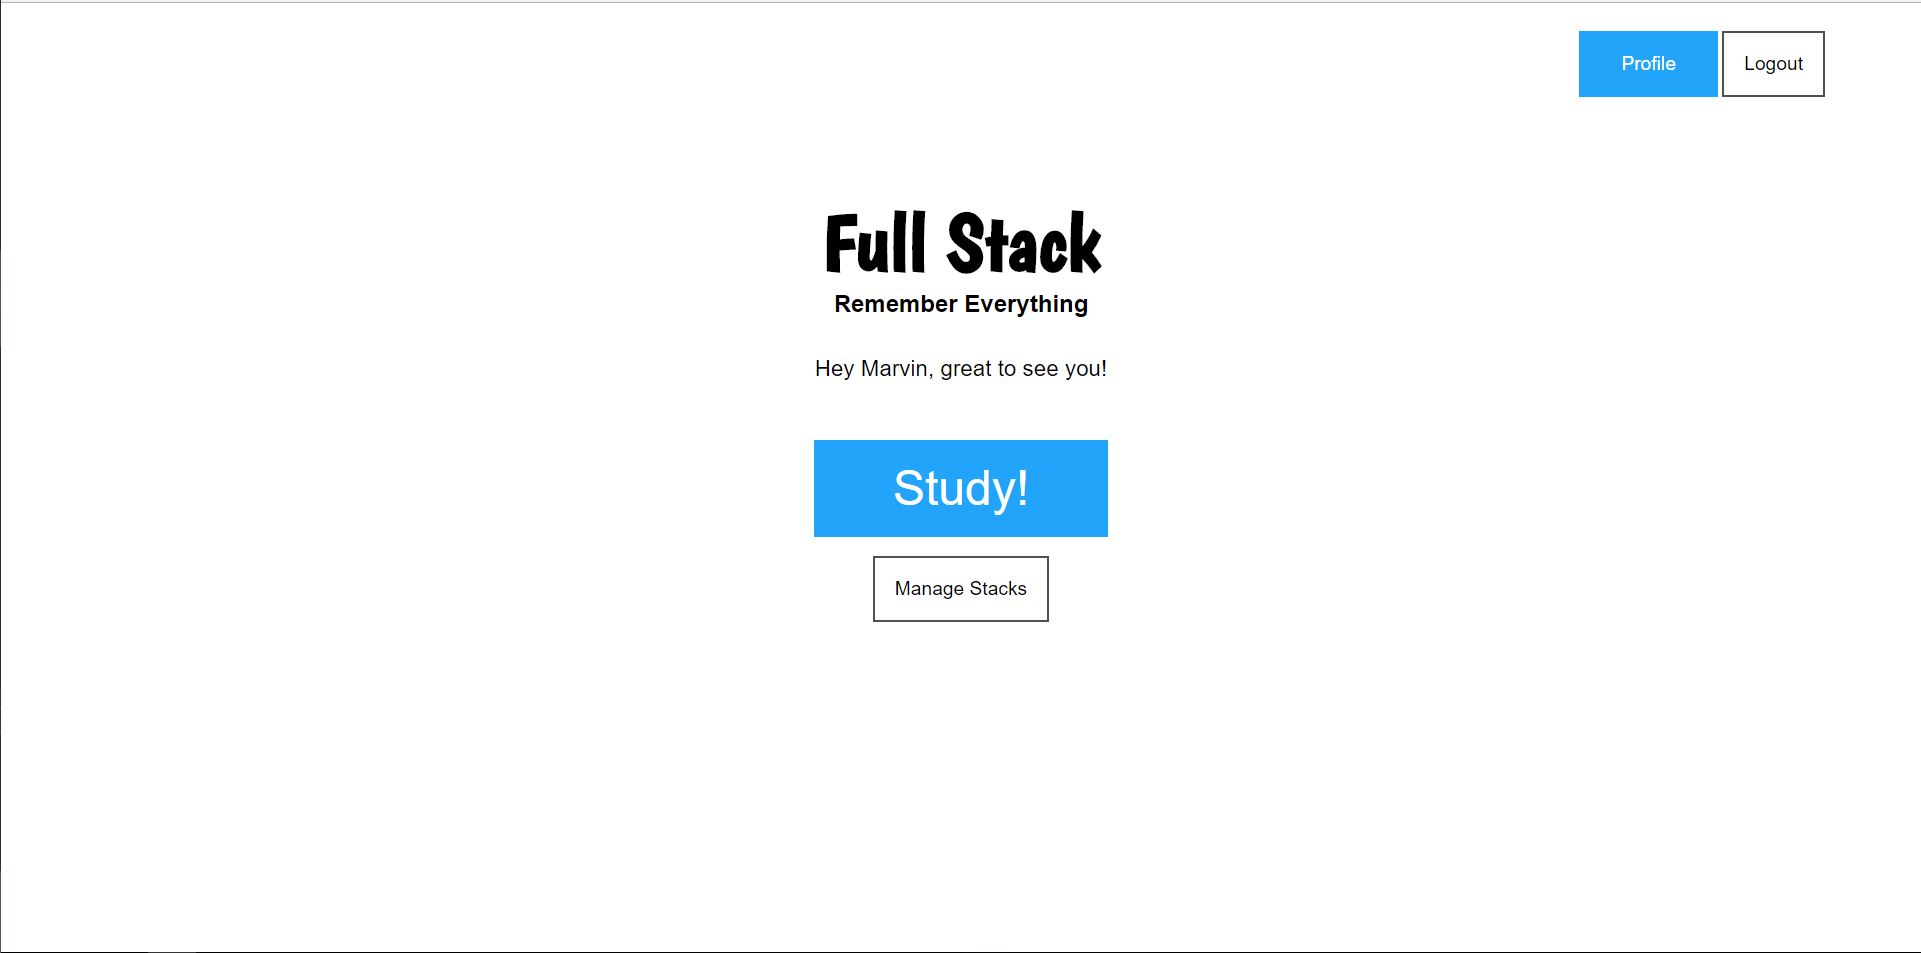 Profile
Logout
Full Stack
Remember Everything
Hey Marvin, great to see you!
Study!
Manage Stacks